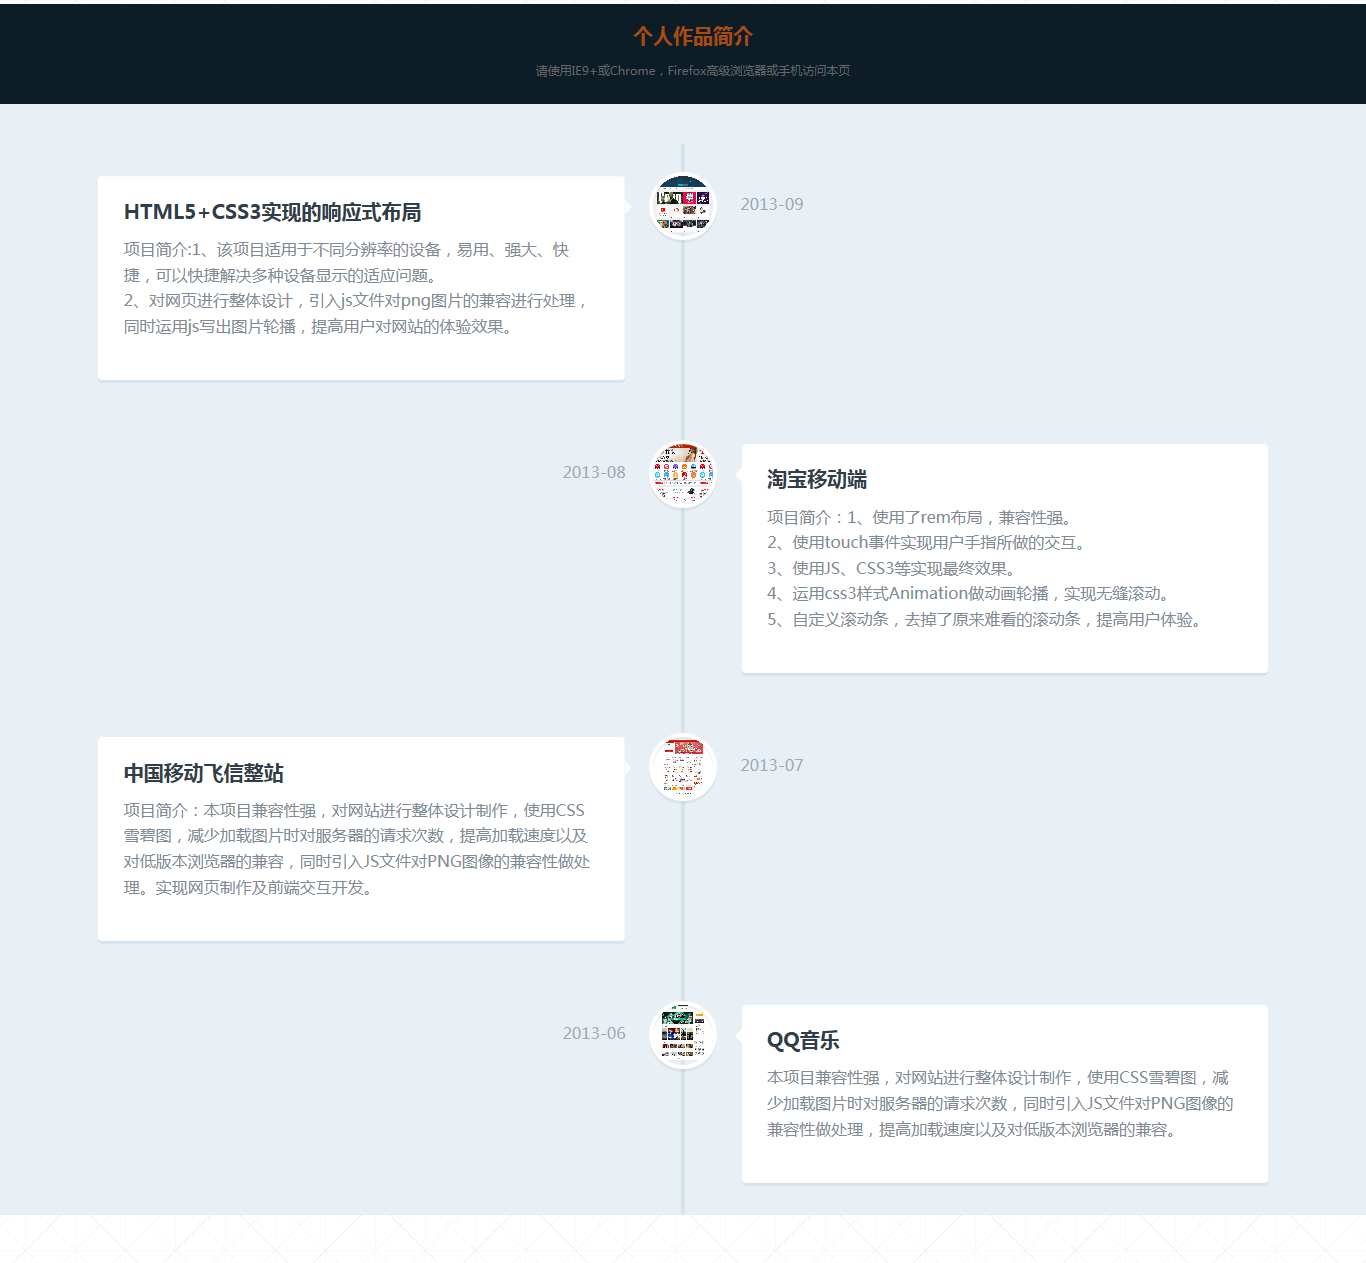 个人作品简介
请使用IE9+或Chrome，Firefox高级浏览器或手机访问本页
HTML5+CSS3实现的响应式布局
项目简介:1、该项目适用于不同分辨率的设备，易用、强大、快
捷，可以快捷解决多种设备显示的适应问题。
2、对网页进行整体设计，引入js文件对png图片的兼容进行处理，
同时运用js写出图片轮播，提高用户对网站的体验效果。
2013-09
2013-08
淘宝移动端
项目简介：1、使用了rem布局，兼容性强。
2、使用touch事件实现用户手指所做的交互。
3、使用JS、CSS3等实现最终效果。
4、运用css3样式Animation做动画轮播，实现无缝滚动。
5、自定义滚动条，去掉了原来难看的滚动条，提高用户体验。
中国移动飞信整站
项目简介：本项目兼容性强，对网站进行整体设计制作，使用CSS
雪碧图，减少加载图片时对服务器的请求次数，提高加载速度以及
对低版本浏览器的兼容，同时引入JS文件对PNG图像的兼容性做处
理。实现网页制作及前端交互开发。
2013-07
2013-06
QQ音乐
本项目兼容性强，对网站进行整体设计制作，使用CSS雪碧图，减
少加载图片时对服务器的请求次数，同时引入JS文件对PNG图像的
兼容性做处理，提高加载速度以及对低版本浏览器的兼容。